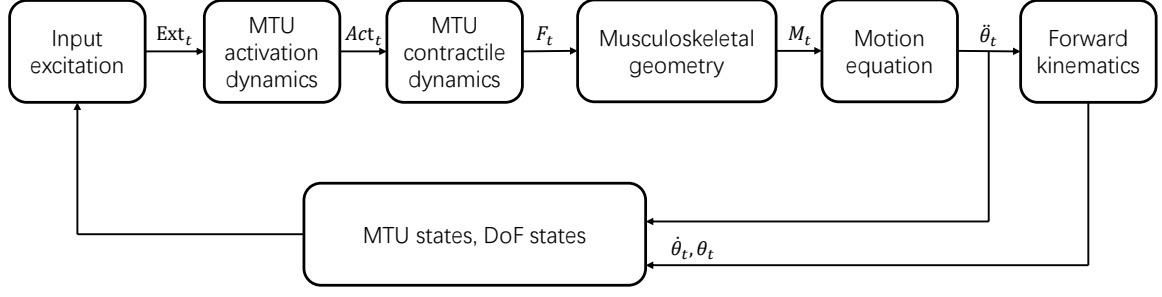 Input
excitation
Ext_t
MTU
activation
dynamics
Act_t
MTU
contractile
dynamics
F_t
Musculoskeletal
geometry
M_t
Motion
equation
θ̈_t
Forward
kinematics
MTU states, DoF states
θ̇_t, θ_t